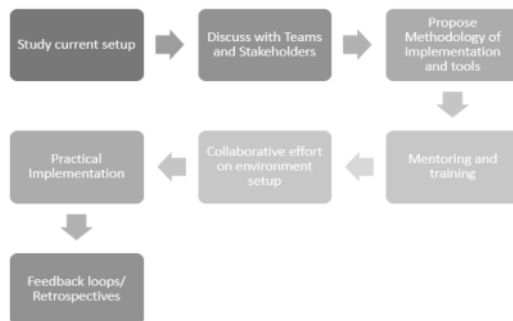 Study current setup
Discuss with Teams
and Stakeholders
Propose
Methodology of
implementation
and tools
Mentoring and
training
Collaborative effort
on environment
setup
Practical
Implementation
Feedback loops/
Retrospectives